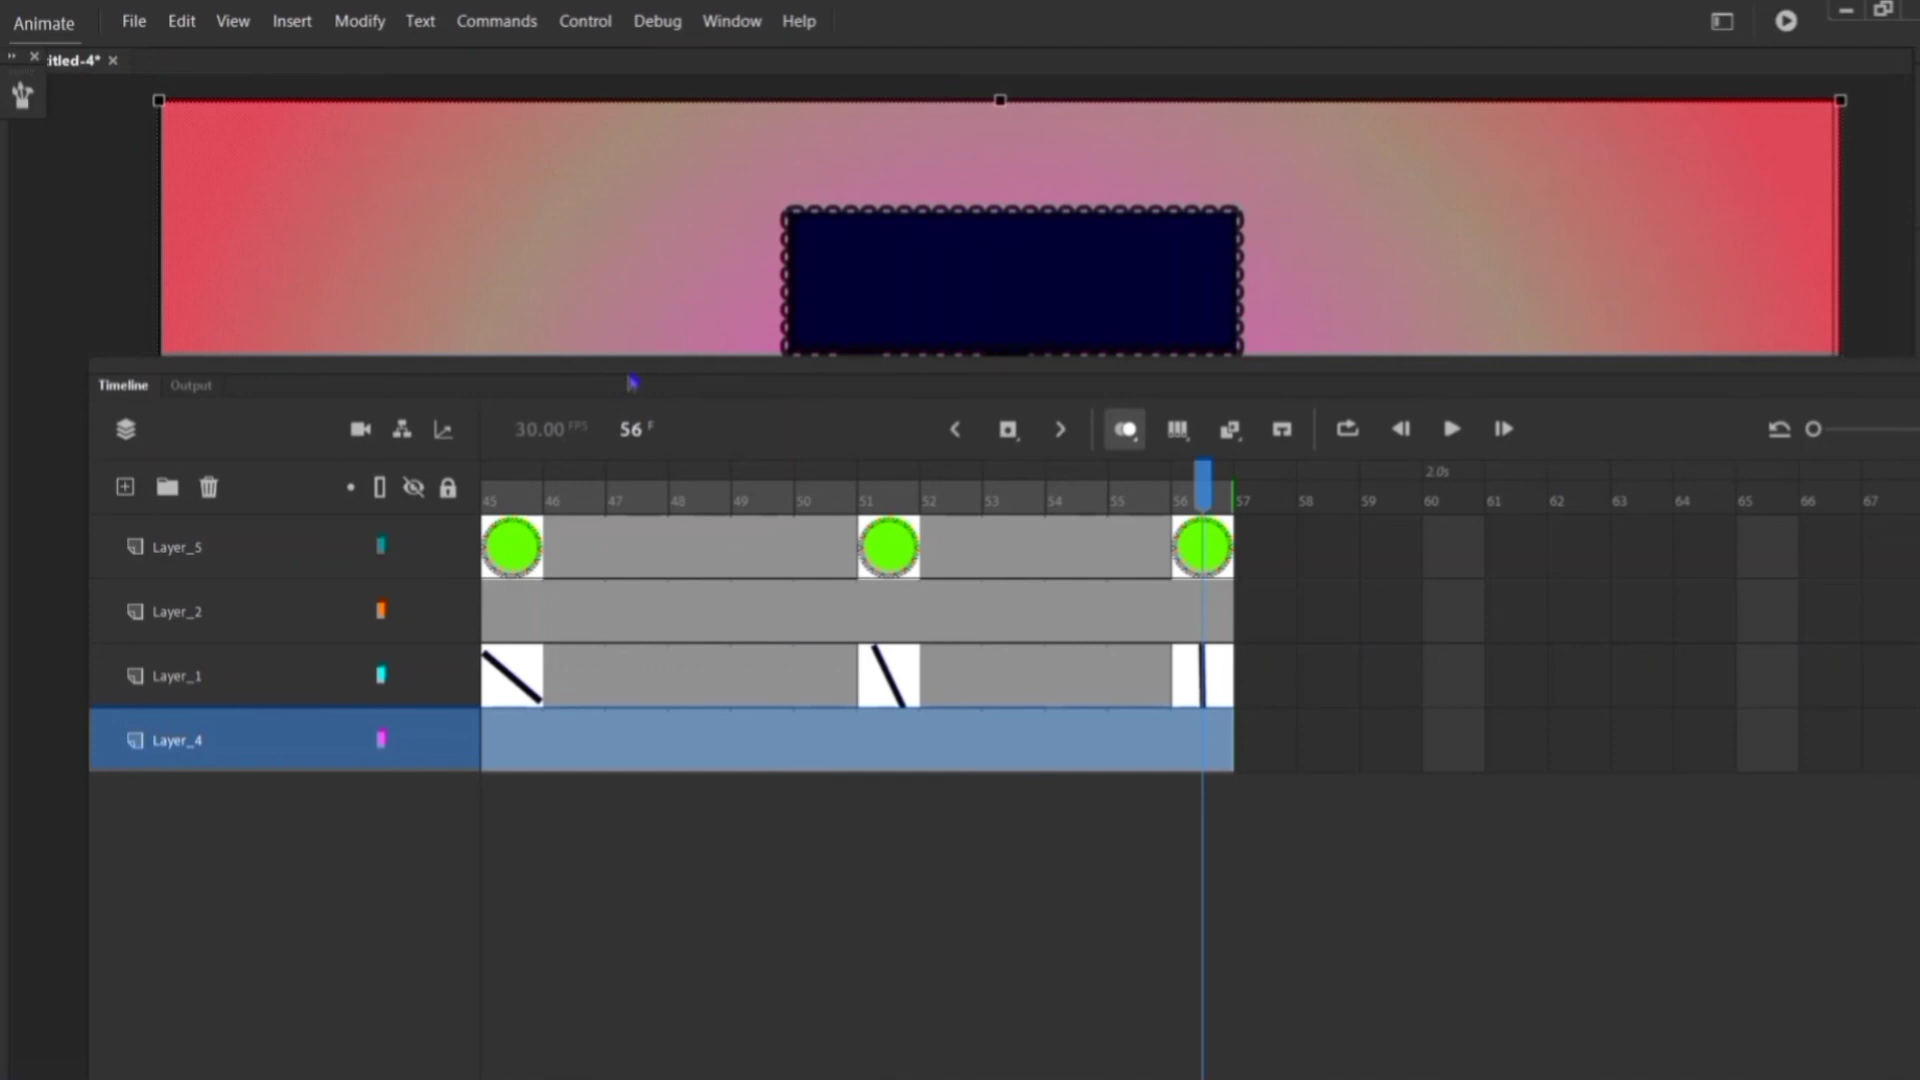 Animate File Edit View Insert Modify Text Commands Control Debug Window Help
itled-4* ×
Timeline Output
30.00 FPS 56 F
2.0s
45 46 47 48 49 50 51 52 53 54 55 56 57 58 59 60 61 62 63 64 65 66 67
Layer_5
Layer_2
Layer_1
Layer_4